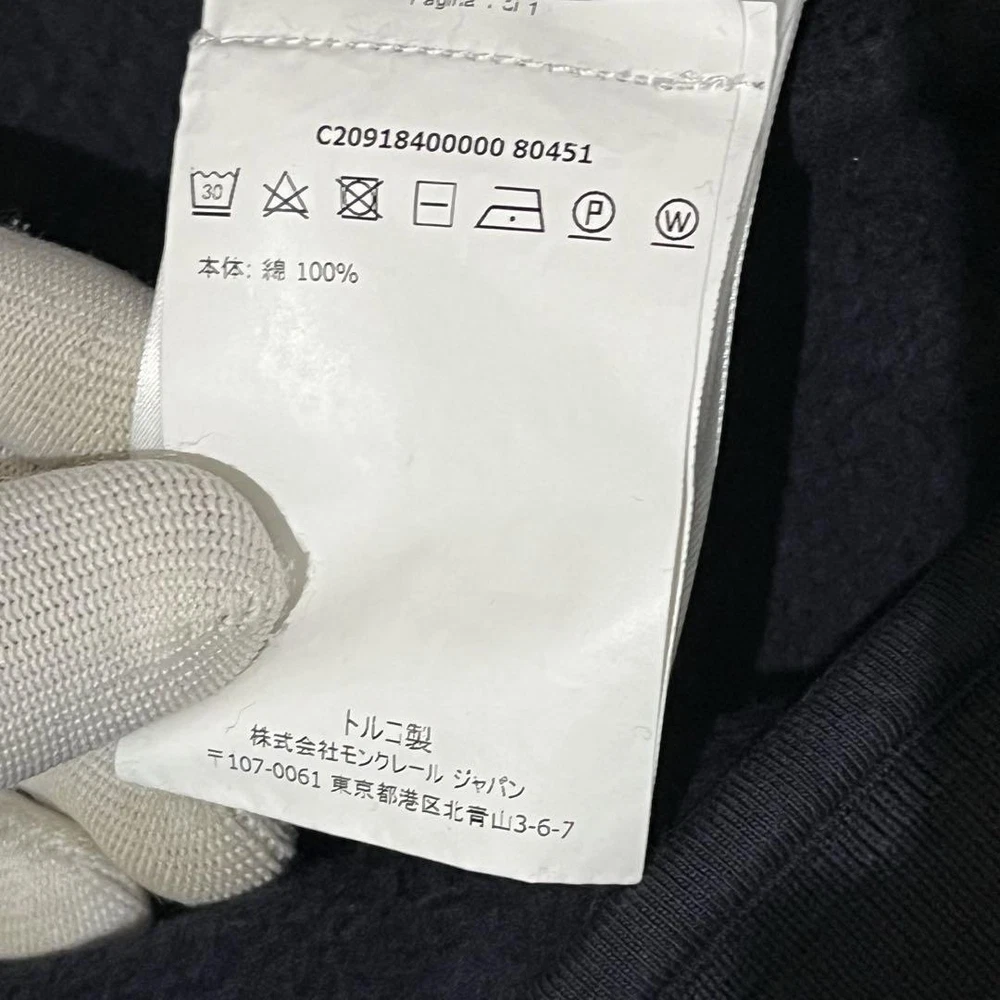 C20918400000 80451
30 P W
本体: 綿 100%
トルコ製
株式会社モンクレール ジャパン
〒107-0061 東京都港区北青山3-6-7